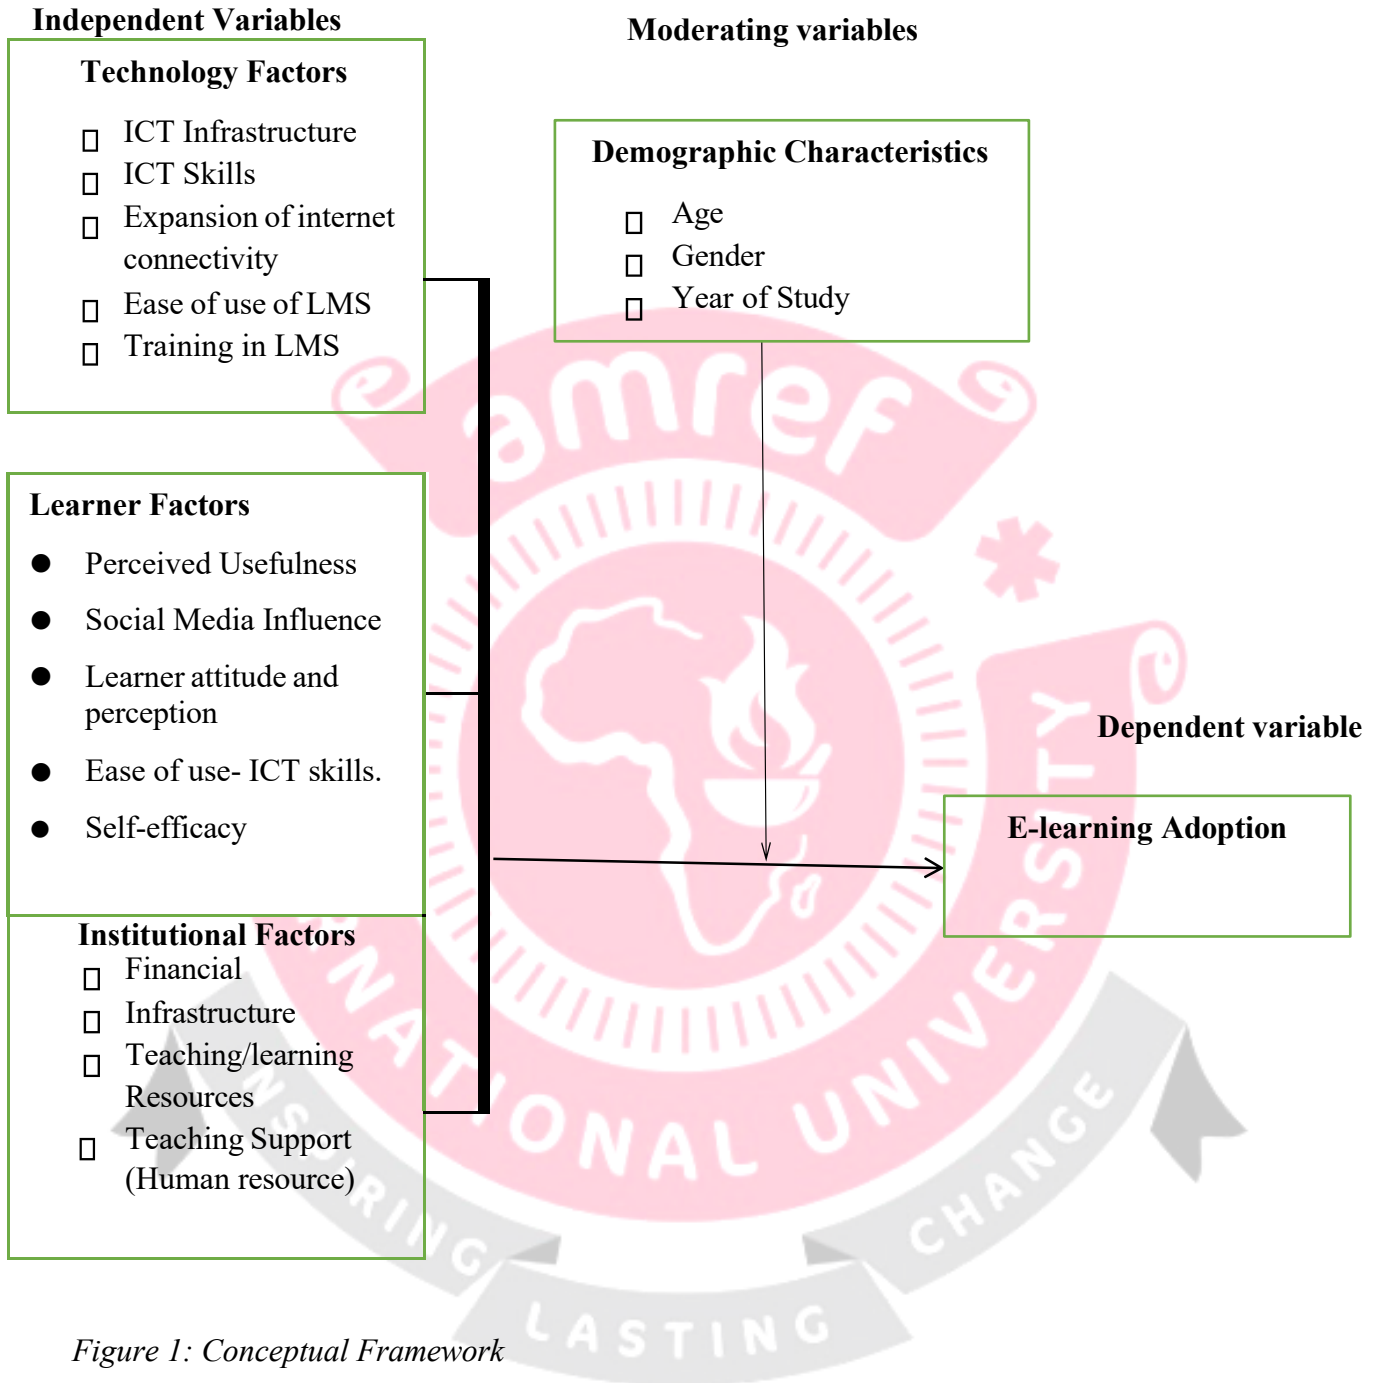 Independent Variables
Moderating variables
Technology Factors
ICT Infrastructure
ICT Skills
Expansion of internet
connectivity
Ease of use of LMS
Training in LMS
Demographic Characteristics
Age
Gender
Year of Study
Learner Factors
Perceived Usefulness
Social Media Influence
Learner attitude and
perception
Ease of use- ICT skills.
Self-efficacy
Institutional Factors
Financial
Infrastructure
Teaching/learning
Resources
Teaching Support
(Human resource)
Dependent variable
E-learning Adoption
amref
NATIONAL UNIVERSITY
NSPIRING
LASTING
CHANGE
Figure 1: Conceptual Framework